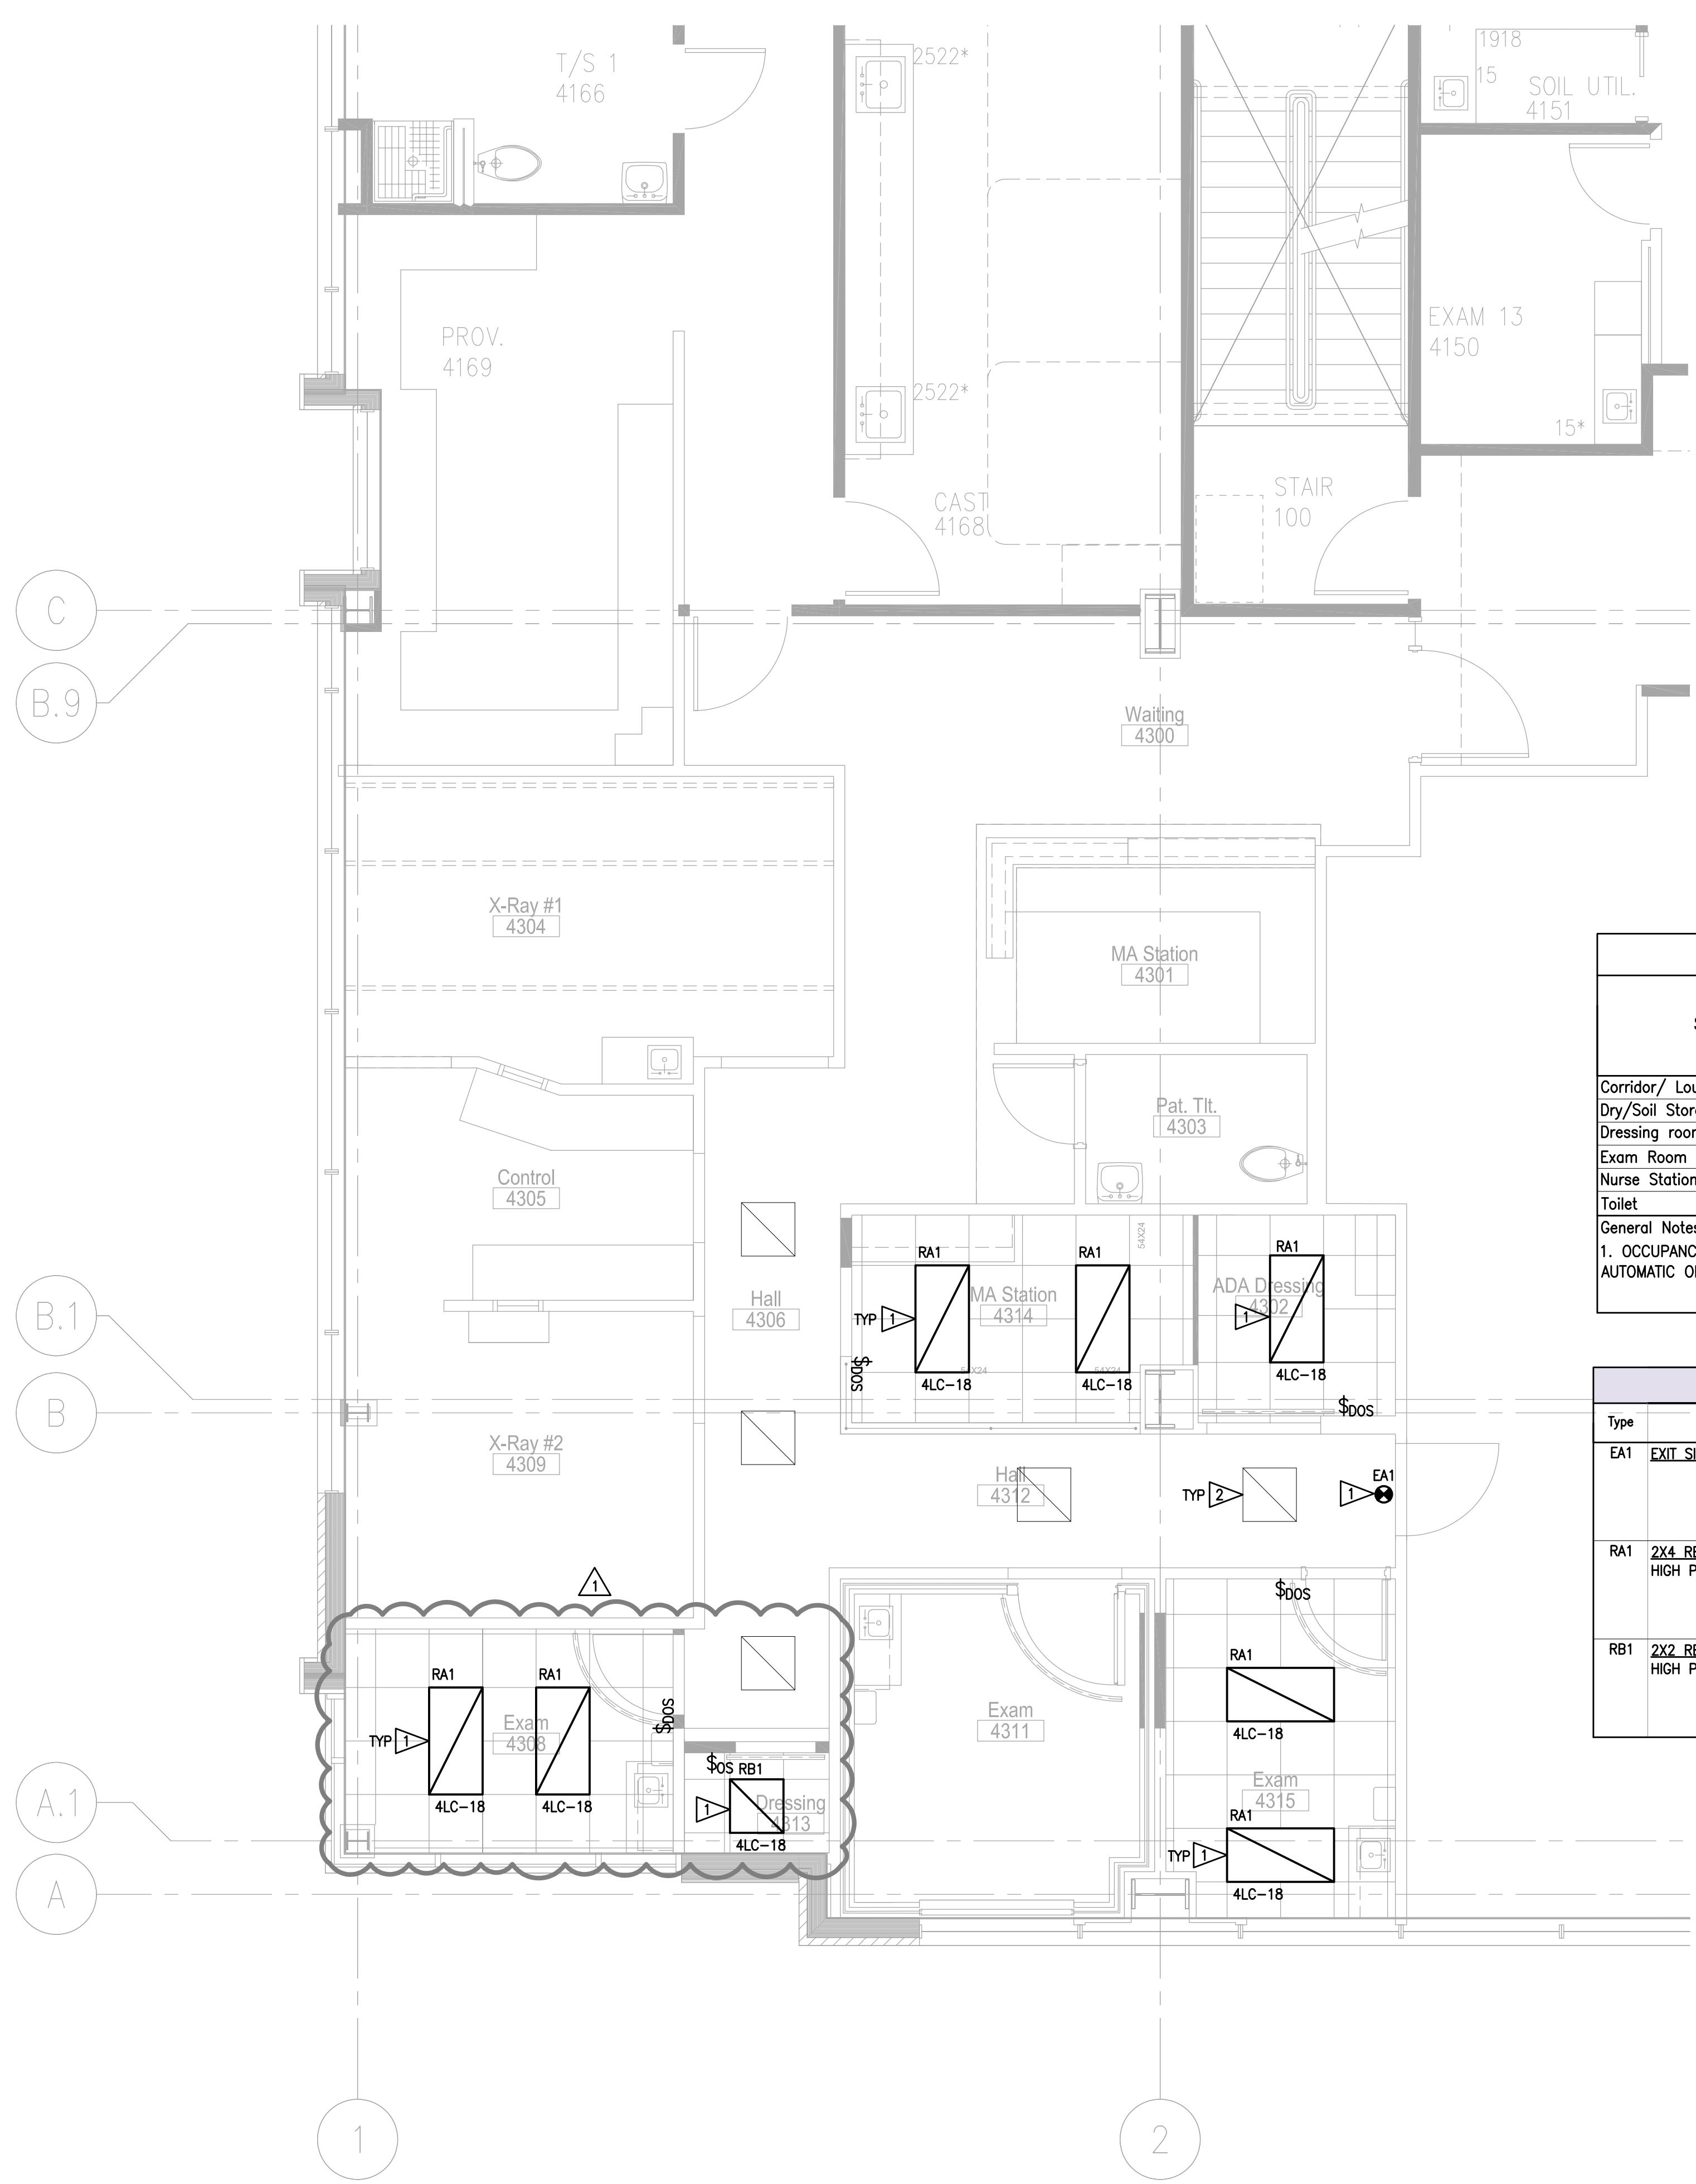 T/S 1
4166
2522*
1918
15
SOIL UTIL.
4151
PROV.
4169
EXAM 13
4150
2522*
15*
CAST
4168
STAIR
100
C
B.9
Waiting
4300
X-Ray #1
4304
MA Station
4301
Corridor/ Lou
Dry/Soil Stor
Dressing room
Exam Room
Nurse Station
Toilet
General Notes
1. OCCUPANC
AUTOMATIC O
Pat. Tlt.
4303
Control
4305
54X24
RA1
RA1
RA1
MA Station
4314
ADA Dressing
4302
Hall
4306
TYP 1
1
54X24
54X24
4LC-18
4LC-18
4LC-18
$DOS
$DOS
B.1
B
Type
EA1 EXIT SI
RA1 2X4 RE
HIGH P
RB1 2X2 RE
HIGH P
X-Ray #2
4309
Hall
4312
TYP 2
1
EA1
1
$DOS
RA1
RA1
RA1
Exam
4308
TYP 1
$DOS
4LC-18
4LC-18
$OS RB1
1
Dressing
4313
4LC-18
Exam
4311
4LC-18
Exam
4315
RA1
TYP 1
4LC-18
A.1
A
1
2